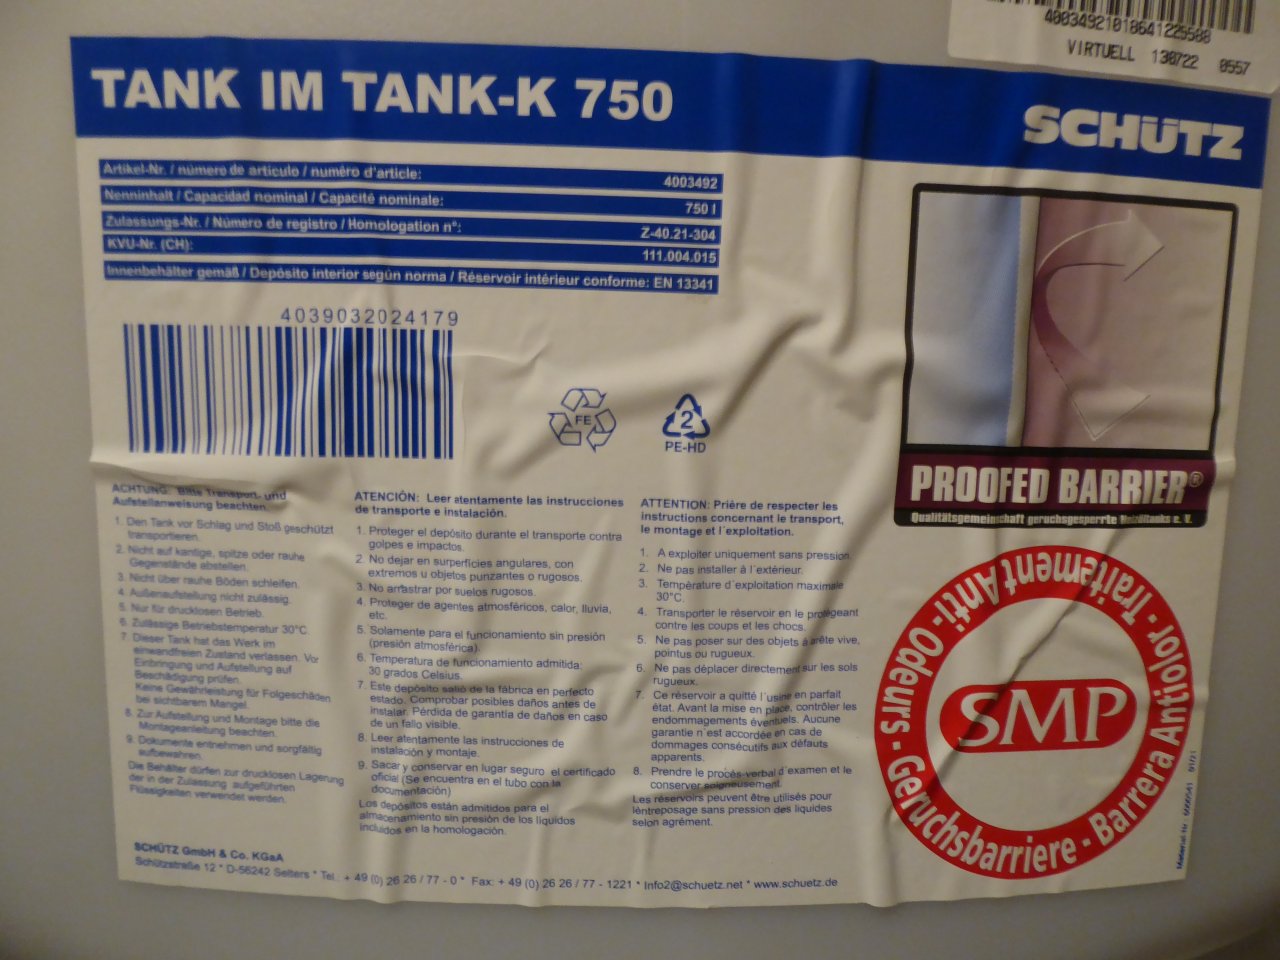 40034921018641225588
VIRTUELL 130722 0557
TANK IM TANK-K 750
SCHÜTZ
Artikel-Nr. / número de articulo / numéro d'article: 4003492
Nenninhalt / Capacidad nominal / Capacité nominale: 750 l
Zulassungs-Nr. / Número de registro / Homologation n°: Z-40.21-304
KVU-Nr. (CH): 111.004.015
Innenbehälter gemäß / Depósito interior según norma / Réservoir intérieur conforme: EN 13341
4039032024179
FE
2
PE-HD
PROOFED BARRIER®
Qualitätsgemeinschaft geruchsgesperrte Heizöltanks e. V.
ACHTUNG: Bitte Transport- und
Aufstellanweisung beachten.
1. Den Tank vor Schlag und Stoß geschützt
transportieren.
2. Nicht auf kantige, spitze oder rauhe
Gegenstände abstellen.
3. Nicht über rauhe Böden schleifen.
4. Außenaufstellung nicht zulässig.
5. Nur für drucklosen Betrieb.
6. Zulässige Betriebstemperatur 30°C
7. Dieser Tank hat das Werk im
einwandfreien Zustand verlassen. Vor
Einbringung und Aufstellung auf
Beschädigung prüfen.
Keine Gewährleistung für Folgeschäden
bei sichtbarem Mangel.
8. Zur Aufstellung und Montage bitte die
Montageanleitung beachten.
9. Dokumente entnehmen und sorgfältig
aufbewahren.
Die Behälter dürfen zur drucklosen Lagerung
der in der Zulassung aufgeführten
Flüssigkeiten verwendet werden.
ATENCIÓN: Leer atentamente las instrucciones
de transporte e instalación.
1. Proteger el depósito durante el transporte contra
golpes e impactos.
2. No dejar en surperficies angulares, con
extremos u objetos punzantes o rugosos.
3. No arrastrar por suelos rugosos.
4. Proteger de agentes atmosféricos, calor, lluvia,
etc.
5. Solamente para el funcionamiento sin presión
(presión atmosférica).
6. Temperatura de funcionamiento admitida:
30 grados Celsius.
7. Este depósito salió de la fábrica en perfecto
estado. Comprobar posibles daños antes de
instalar. Pérdida de garantia de daños en caso
de un fallo visible.
8. Leer atentamente las instrucciones de
instalación y montaje.
9. Sacar y conservar en lugar seguro el certificado
oficial (Se encuentra en el tubo con la
documentación)
Los depósitos están admitidos para el
almacenamiento sin presión de los líquidos
incluidos en la homologación.
ATTENTION: Prière de respecter les
instructions concernant le transport,
le montage et l´exploitation.
1. A exploiter uniquement sans pression.
2. Ne pas installer à l´extérieur.
3. Température d´exploitation maximale
30°C.
4. Transporter le réservoir en le protégeant
contre les coups et les chocs.
5. Ne pas poser sur des objets à arête vive,
pointus ou rugueux.
6. Ne pas déplacer directement sur les sols
rugueux.
7. Ce réservoir a quitté l´usine en parfait
état. Avant la mise en place, contrôler les
endommagements éventuels. Aucune
garantie n´est accordée en cas de
dommages consécutifs aux défauts
apparents.
8. Prendre le procès-verbal d´examen et le
conserver soigneusement.
Les réservoirs peuvent être utilisés pour
léntreposage sans pression des liquides
selon agrément.
Geruchsbarriere - Barrera Antiolor - Traitement Anti-Odeurs -
SMP
SCHÜTZ GmbH & Co. KGaA
Schützstraße 12 * D-56242 Selters * Tel.: + 49 (0) 26 26 / 77 - 0 * Fax: + 49 (0) 26 26 / 77 - 1221 * Info2@schuetz.net * www.schuetz.de